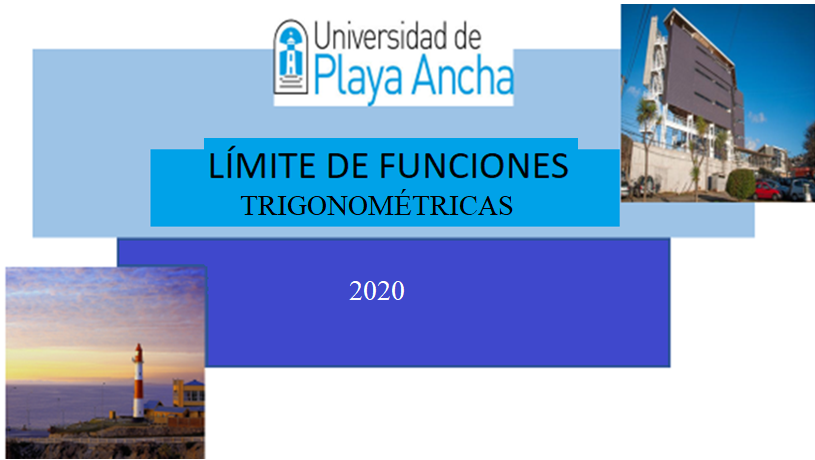 Universidad de
Playa Ancha
LÍMITE DE FUNCIONES
TRIGONOMÉTRICAS
2020